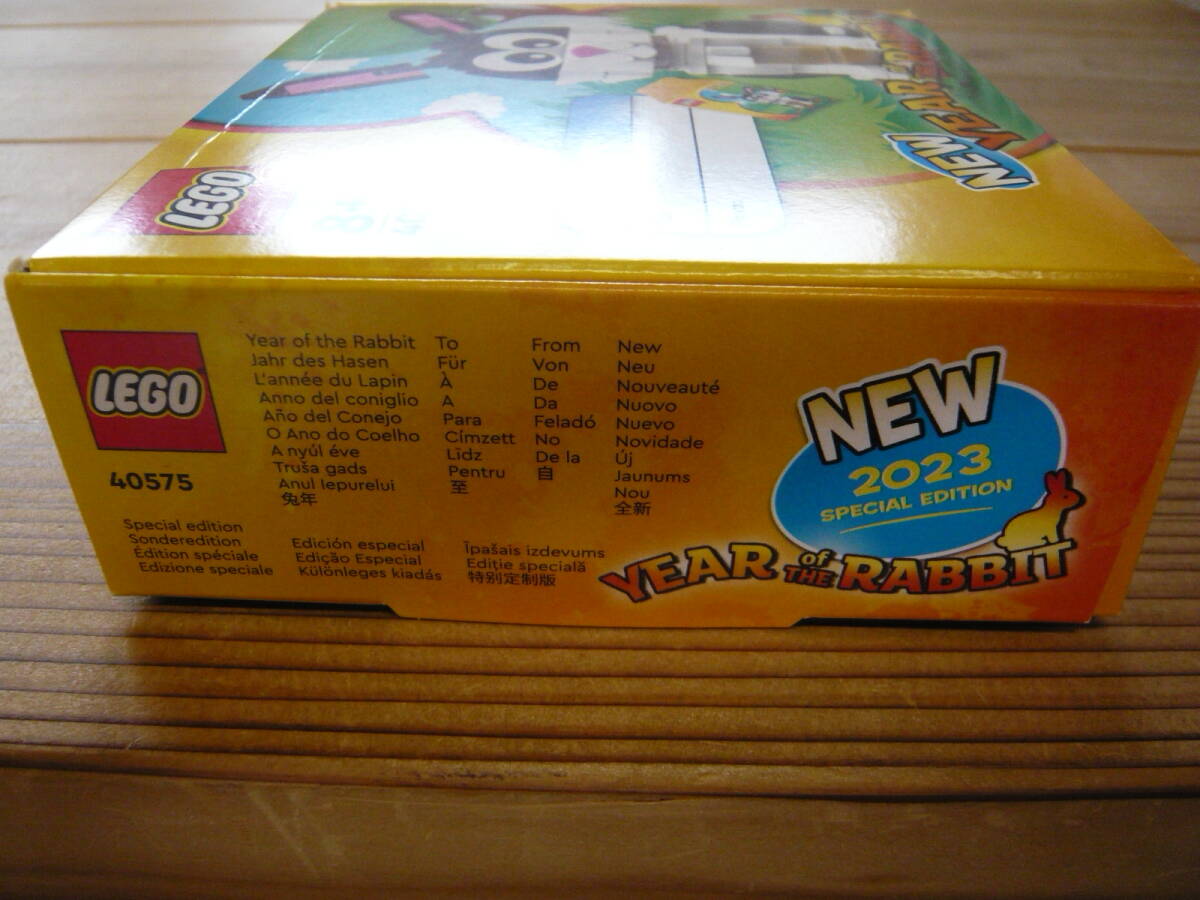 NEW YEAR
LEGO
8+
LEGO
40575
Year of the Rabbit
Jahr des Hasen
L'année du Lapin
Anno del coniglio
Año del Conejo
O Ano do Coelho
A nyúl éve
Truša gads
Anul Iepurelui
兔年
To
Für
À
A
Para
Címzett
Līdz
Pentru
至
From
Von
De
Da
Feladó
No
De la
自
New
Neu
Nouveauté
Nuovo
Nuevo
Novidade
Új
Jaunums
Nou
全新
Special edition
Sonderedition
Édition spéciale
Edizione speciale
Edición especial
Edição Especial
Különleges kiadás
Īpašais izdevums
Ediție specială
特别定制版
NEW
2023
SPECIAL EDITION
YEAR of THE RABBIT